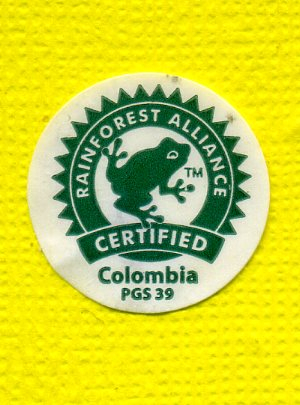 RAINFOREST ALLIANCE
TM
CERTIFIED
Colombia
PGS 39